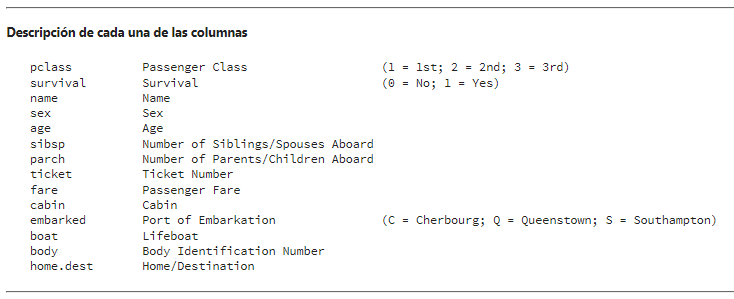 Descripción de cada una de las columnas
pclass Passenger Class (1 = 1st; 2 = 2nd; 3 = 3rd)
survival Survival (0 = No; 1 = Yes)
name Name
sex Sex
age Age
sibsp Number of Siblings/Spouses Aboard
parch Number of Parents/Children Aboard
ticket Ticket Number
fare Passenger Fare
cabin Cabin
embarked Port of Embarkation (C = Cherbourg; Q = Queenstown; S = Southampton)
boat Lifeboat
body Body Identification Number
home.dest Home/Destination